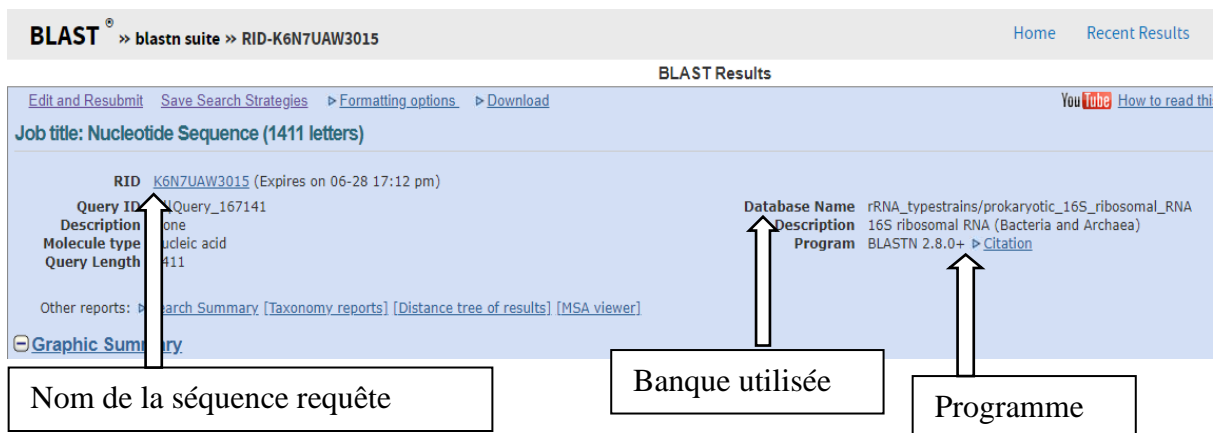 BLAST ® » blastn suite » RID-K6N7UAW3015
Home Recent Results
BLAST Results
Edit and Resubmit Save Search Strategies Formatting options Download
You Tube How to read this
Job title: Nucleotide Sequence (1411 letters)
RID K6N7UAW3015 (Expires on 06-28 17:12 pm)
Query ID Query_167141
Description one
Molecule type ucleic acid
Query Length 411
Database Name rRNA_typestrains/prokaryotic_16S_ribosomal_RNA
Description 16S ribosomal RNA (Bacteria and Archaea)
Program BLASTN 2.8.0+ Citation
Other reports: earch Summary [Taxonomy reports] [Distance tree of results] [MSA viewer]
Graphic Summary
Nom de la séquence requête
Banque utilisée
Programme